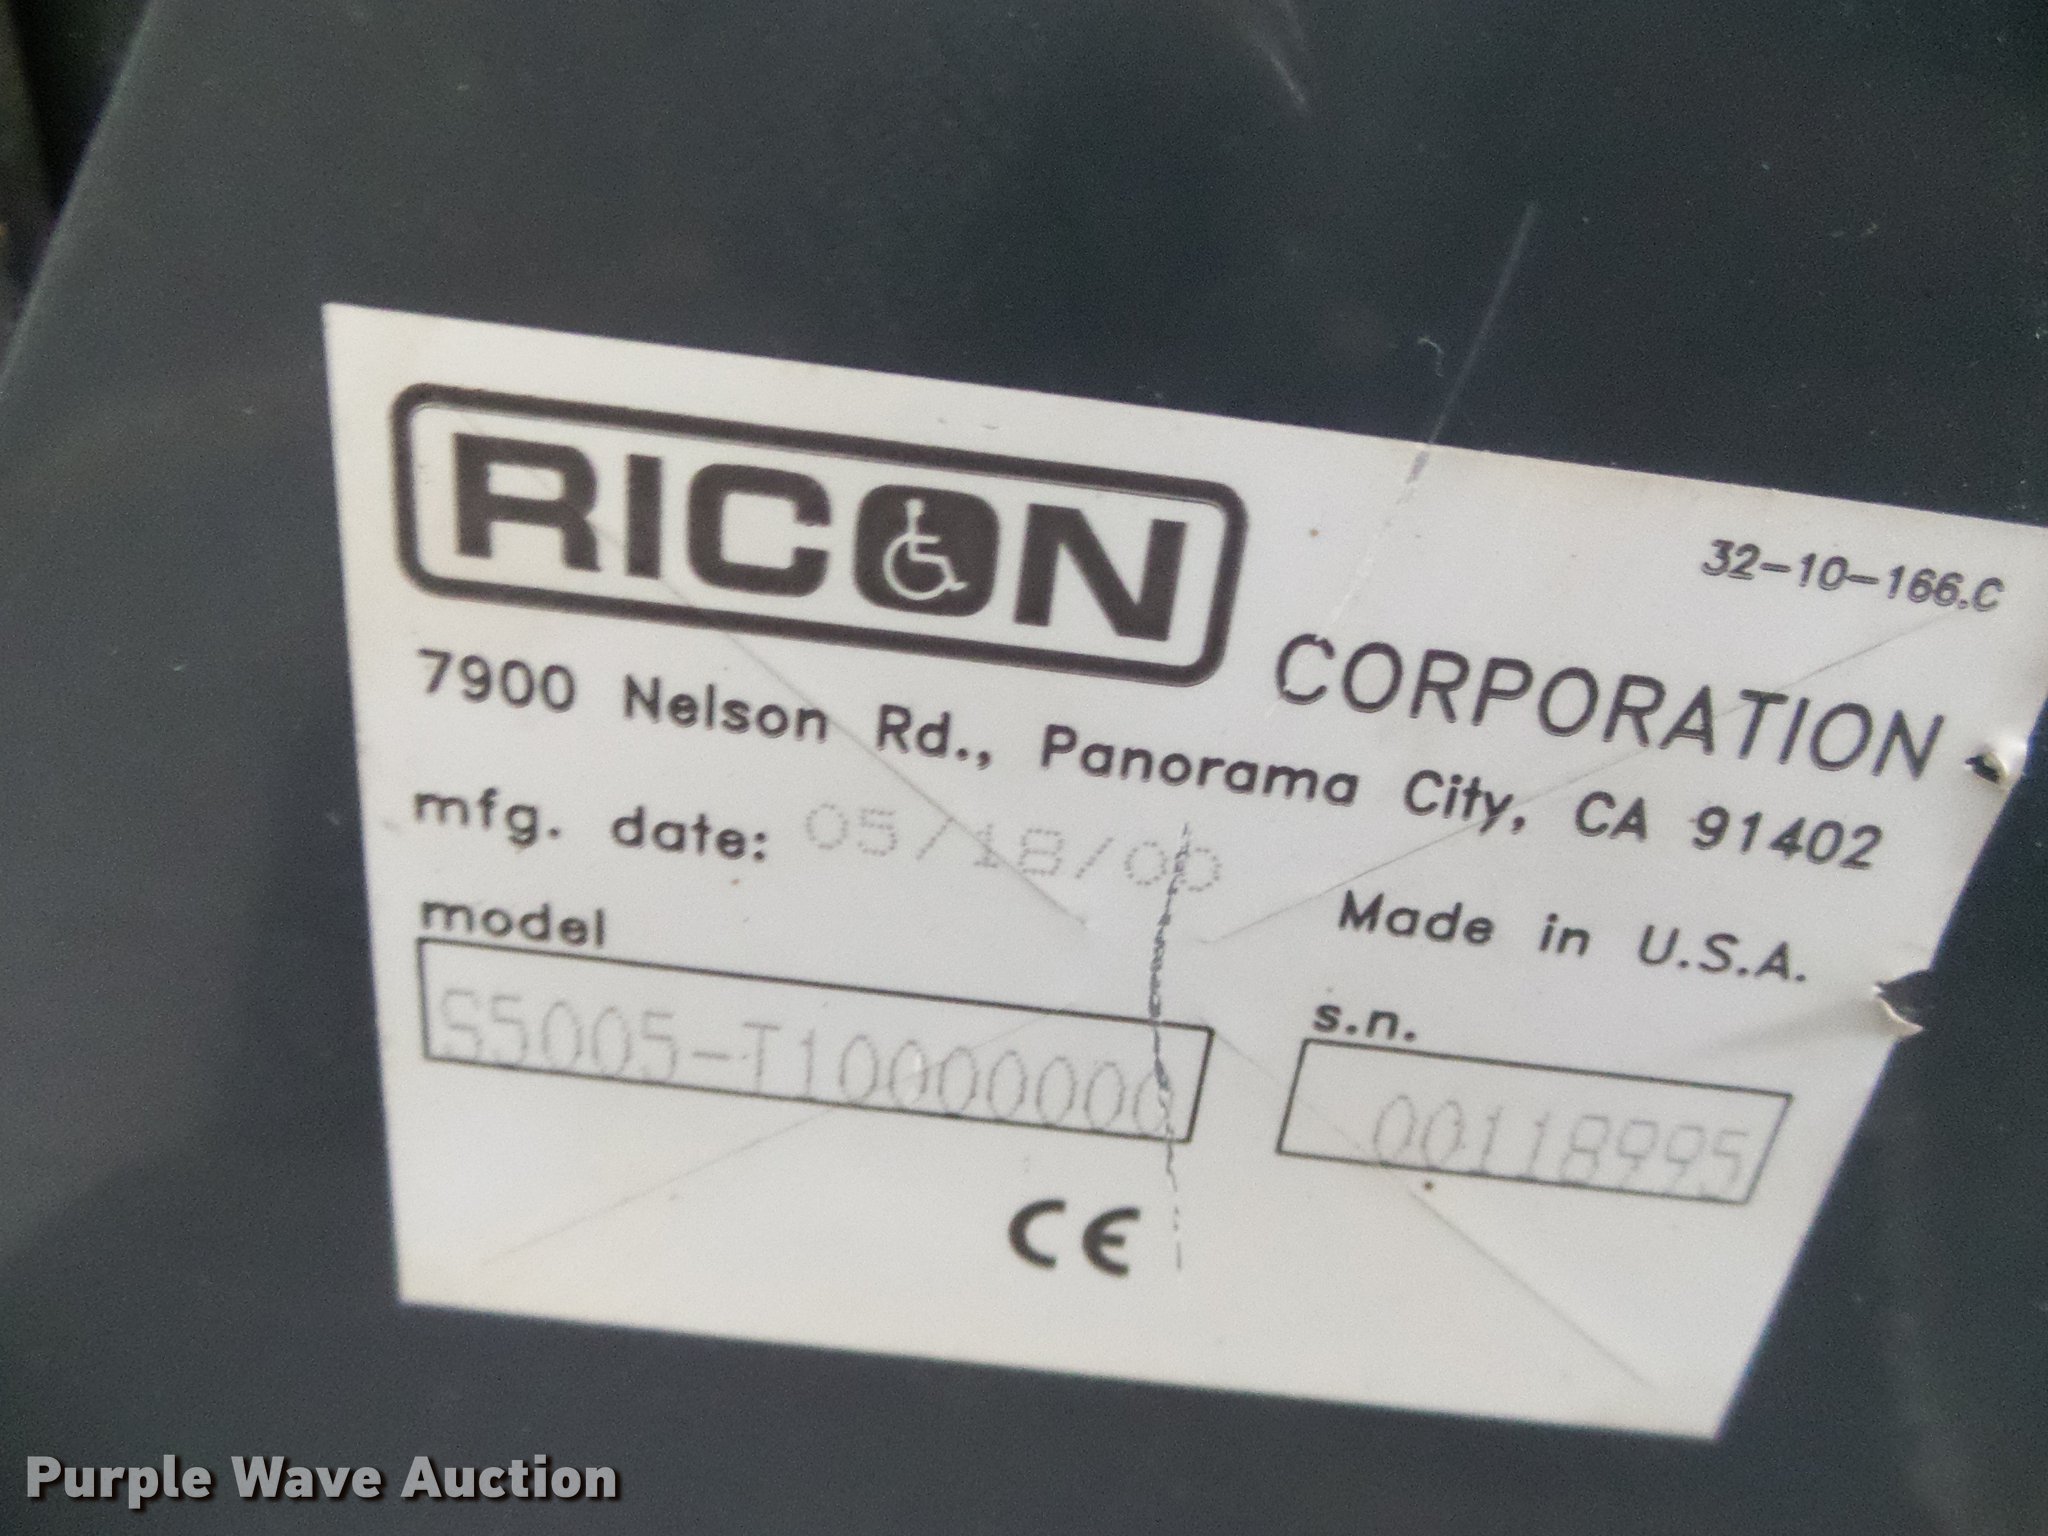 RICON CORPORATION
32-10-166.C
7900 Nelson Rd., Panorama City, CA 91402
mfg. date: 05/18/00
Made in U.S.A.
model
S5005-T10000000
s.n.
00118995
CE
Purple Wave Auction